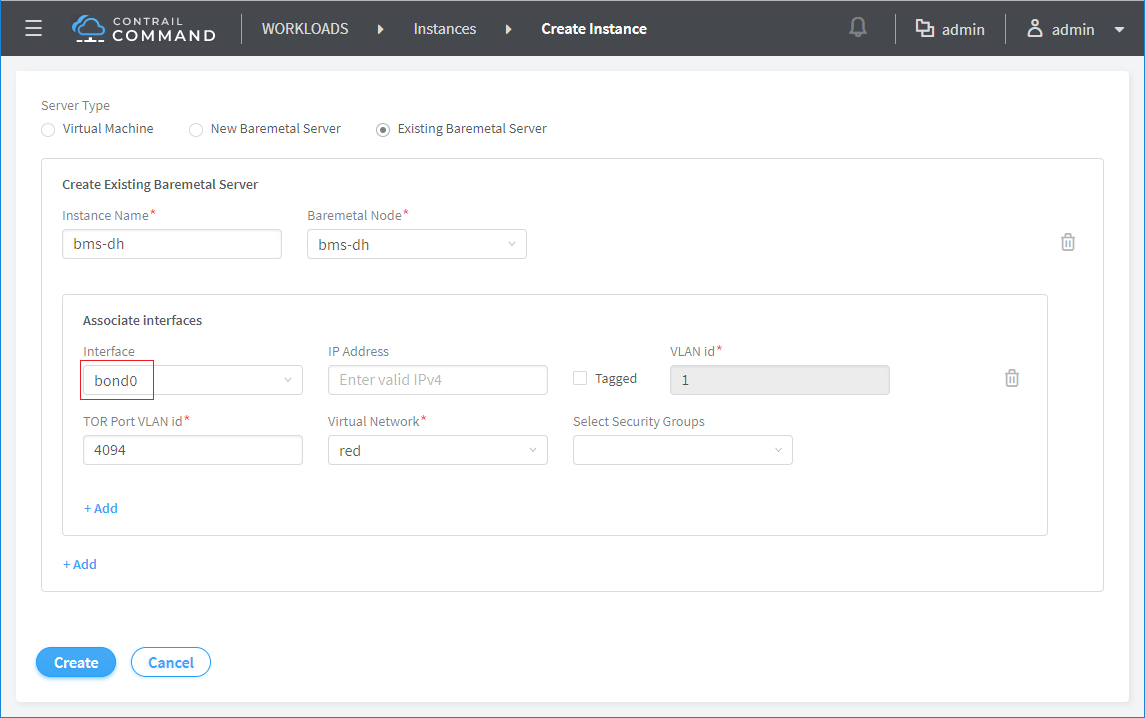 CONTRAIL
COMMAND
WORKLOADS
Instances
Create Instance
admin
admin
Server Type
Virtual Machine
New Baremetal Server
Existing Baremetal Server
Create Existing Baremetal Server
Instance Name*
Baremetal Node*
bms-dh
bms-dh
Associate interfaces
Interface
IP Address
VLAN id*
bond0
Enter valid IPv4
Tagged
1
TOR Port VLAN id*
Virtual Network*
Select Security Groups
4094
red
+ Add
+ Add
Create
Cancel